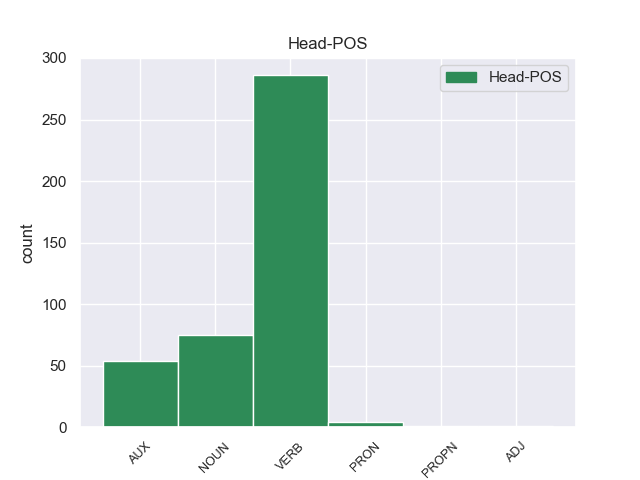 Head-POS
Head-POS
300
250
200
150
100
50
0
count
AUX
NOUN
VERB
PRON
PROPN
ADJ